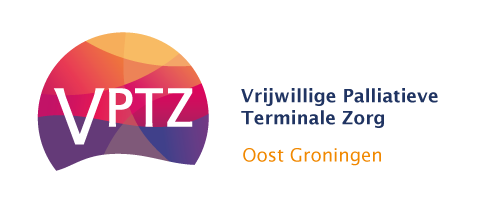 VPTZ
Vrijwillige Palliatieve
Terminale Zorg
Oost Groningen